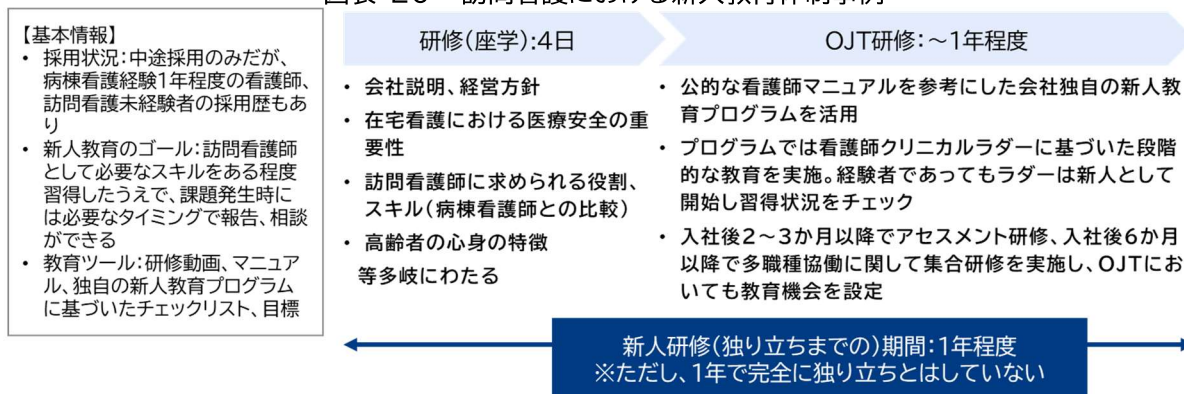 【基本情報】
• 採用状況：中途採用のみだが、
病棟看護経験1年程度の看護師、
訪問看護未経験者の採用歴もあ
り
• 新人教育のゴール：訪問看護師
として必要なスキルをある程度
習得したうえで、課題発生時に
は必要なタイミングで報告、相談
ができる
• 教育ツール：研修動画、マニュア
ル、独自の新人教育プログラム
に基づいたチェックリスト、目標
研修（座学）：4日
• 会社説明、経営方針
• 在宅看護における医療安全の重
要性
• 訪問看護師に求められる役割、
スキル（病棟看護師との比較）
• 高齢者の心身の特徴
等多岐にわたる
OJT研修：～1年程度
• 公的な看護師マニュアルを参考にした会社独自の新人教
育プログラムを活用
• プログラムでは看護師クリニカルラダーに基づいた段階
的な教育を実施。経験者であってもラダーは新人として
開始し習得状況をチェック
• 入社後2～3か月以降でアセスメント研修、入社後6か月
以降で多職種協働に関して集合研修を実施し、OJTにお
いても教育機会を設定
新人研修（独り立ちまでの）期間：1年程度
※ただし、1年で完全に独り立ちとはしていない